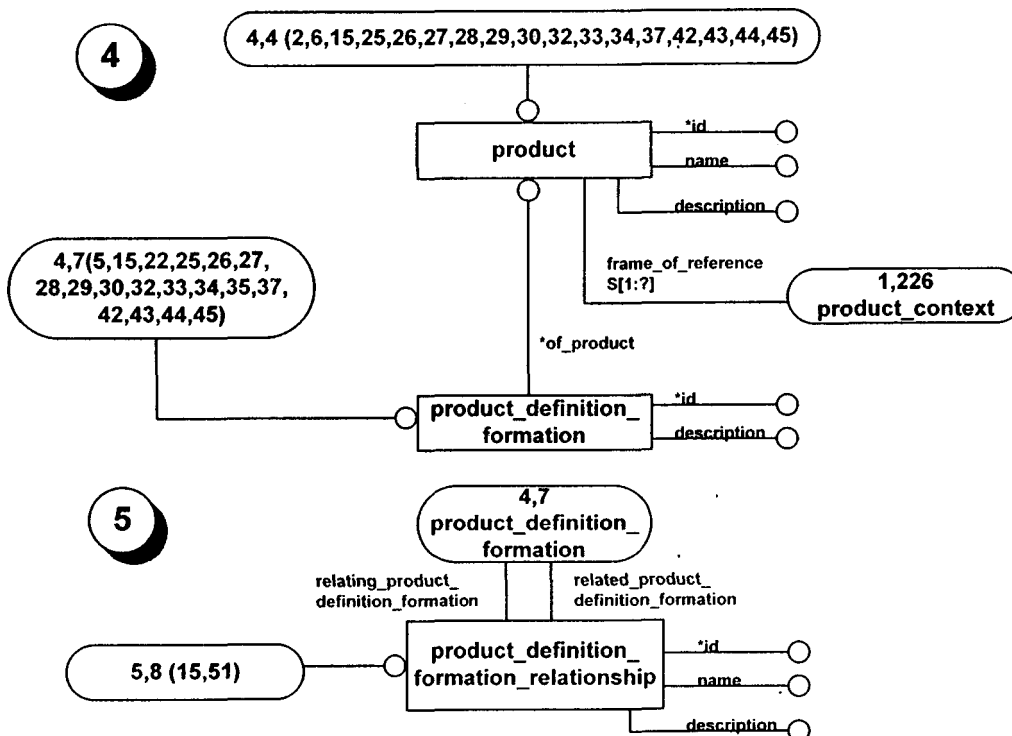 4
4,4 (2,6,15,25,26,27,28,29,30,32,33,34,37,42,43,44,45)
product
*id
name
description
frame_of_reference
S[1:?]
1,226
product_context
4,7(5,15,22,25,26,27,
28,29,30,32,33,34,35,37,
42,43,44,45)
*of_product
product_definition_
formation
*id
description
5
4,7
product_definition_
formation
relating_product_
definition_formation
related_product_
definition_formation
5,8 (15,51)
product_definition_
formation_relationship
*id
name
description